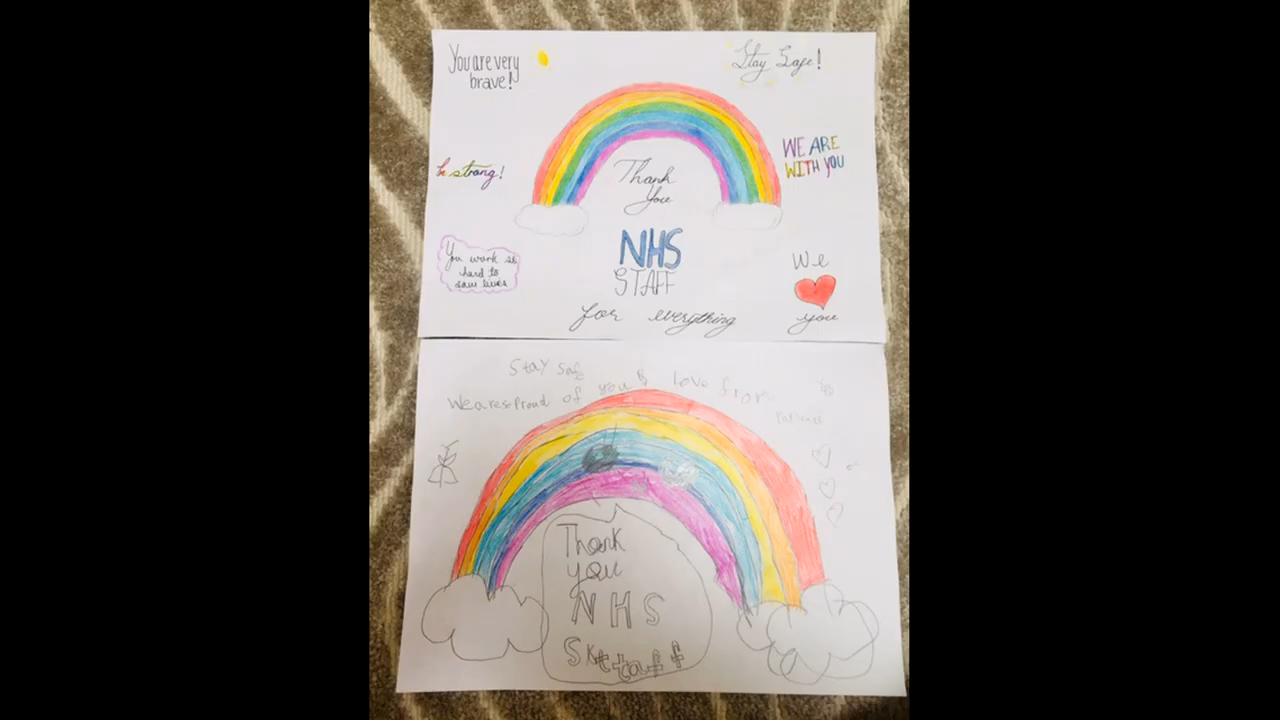 You are very
brave!
Stay Safe!
be strong!
WE ARE
WITH YOU
Thank
You
You work so
hard to
save lives
NHS
STAFF
for everything
We
you
Stay Safe
We are so Proud of you love from
Thank
you
NHS